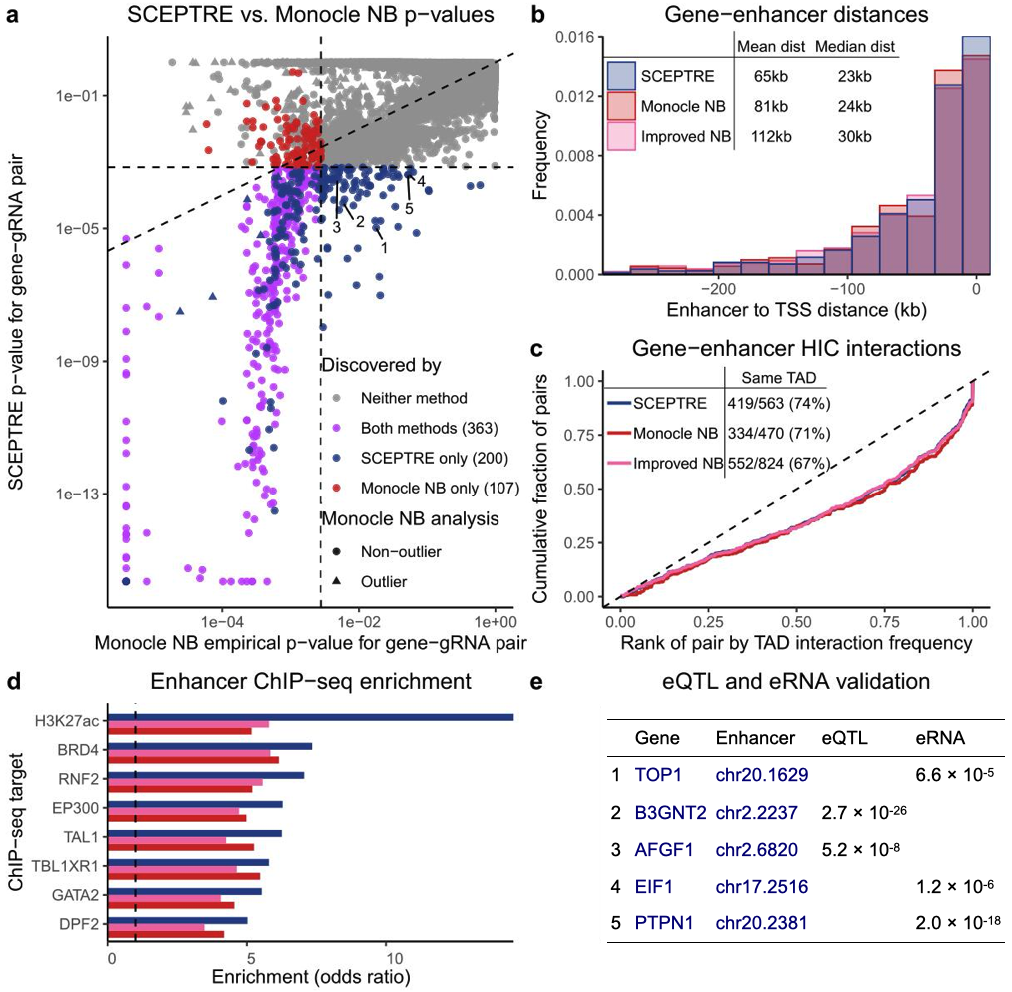 a
SCEPTRE vs. Monocle NB p−values
SCEPTRE p−value for gene−gRNA pair
1e−01
1e−05
1e−09
1e−13
3
2
1
4
5
Discovered by
Neither method
Both methods (363)
SCEPTRE only (200)
Monocle NB only (107)
Monocle NB analysis
Non−outlier
Outlier
1e−04
1e−02
1e+00
Monocle NB empirical p−value for gene−gRNA pair
b
Gene−enhancer distances
Frequency
0.016
0.012
0.008
0.004
0.000
Mean dist Median dist
SCEPTRE 65kb 23kb
Monocle NB 81kb 24kb
Improved NB 112kb 30kb
−200 −100 0
Enhancer to TSS distance (kb)
c
Gene−enhancer HIC interactions
Cumulative fraction of pairs
1.00
0.75
0.50
0.25
0.00
Same TAD
SCEPTRE 419/563 (74%)
Monocle NB 334/470 (71%)
Improved NB 552/824 (67%)
0.00 0.25 0.50 0.75 1.00
Rank of pair by TAD interaction frequency
d
Enhancer ChIP−seq enrichment
ChIP−seq target
H3K27ac
BRD4
RNF2
EP300
TAL1
TBL1XR1
GATA2
DPF2
0 5 10
Enrichment (odds ratio)
e
eQTL and eRNA validation
Gene Enhancer eQTL eRNA
1 TOP1 chr20.1629 6.6 × 10⁻⁵
2 B3GNT2 chr2.2237 2.7 × 10⁻²⁶
3 AFGF1 chr2.6820 5.2 × 10⁻⁸
4 EIF1 chr17.2516 1.2 × 10⁻⁶
5 PTPN1 chr20.2381 2.0 × 10⁻¹⁸